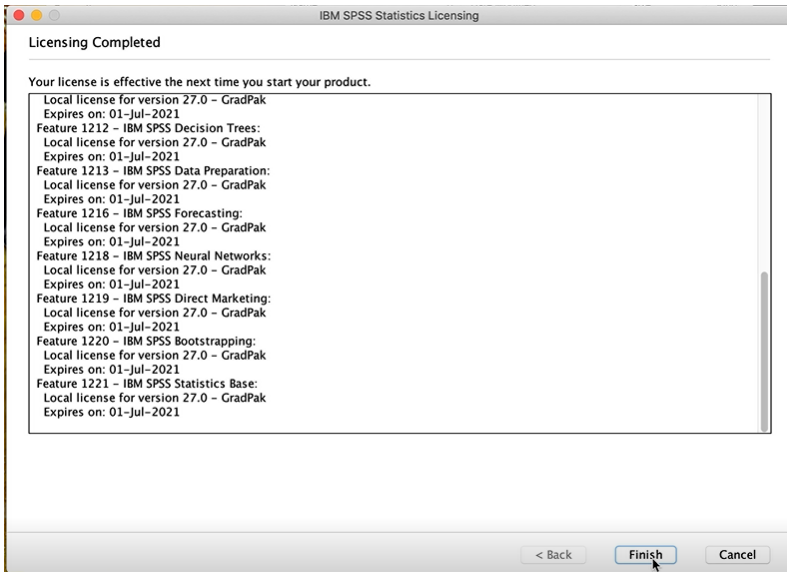 IBM SPSS Statistics Licensing
Licensing Completed
Your license is effective the next time you start your product.
Local license for version 27.0 – GradPak
Expires on: 01-Jul-2021
Feature 1212 – IBM SPSS Decision Trees:
Local license for version 27.0 – GradPak
Expires on: 01-Jul-2021
Feature 1213 – IBM SPSS Data Preparation:
Local license for version 27.0 – GradPak
Expires on: 01-Jul-2021
Feature 1216 – IBM SPSS Forecasting:
Local license for version 27.0 – GradPak
Expires on: 01-Jul-2021
Feature 1218 – IBM SPSS Neural Networks:
Local license for version 27.0 – GradPak
Expires on: 01-Jul-2021
Feature 1219 – IBM SPSS Direct Marketing:
Local license for version 27.0 – GradPak
Expires on: 01-Jul-2021
Feature 1220 – IBM SPSS Bootstrapping:
Local license for version 27.0 – GradPak
Expires on: 01-Jul-2021
Feature 1221 – IBM SPSS Statistics Base:
Local license for version 27.0 – GradPak
Expires on: 01-Jul-2021
< Back Finish Cancel